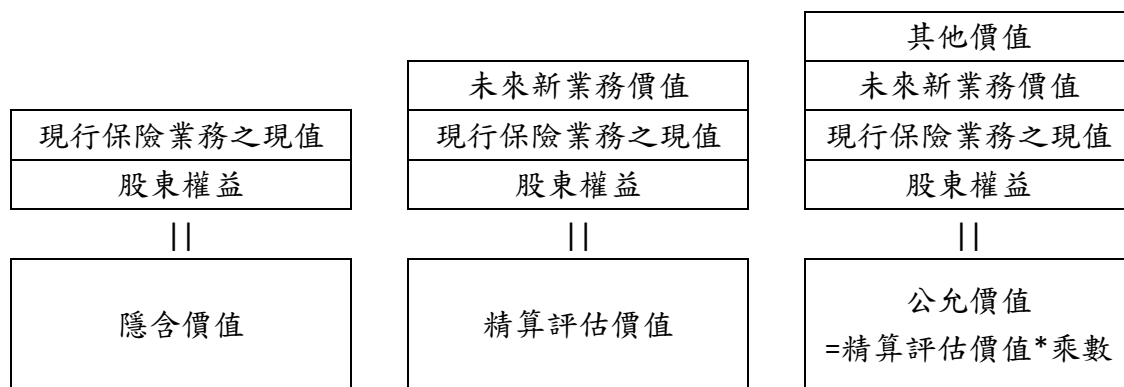 其他價值
未來新業務價值
未來新業務價值
現行保險業務之現值
現行保險業務之現值
現行保險業務之現值
股東權益
股東權益
股東權益
||
||
||
隱含價值
精算評估價值
公允價值
=精算評估價值*乘數